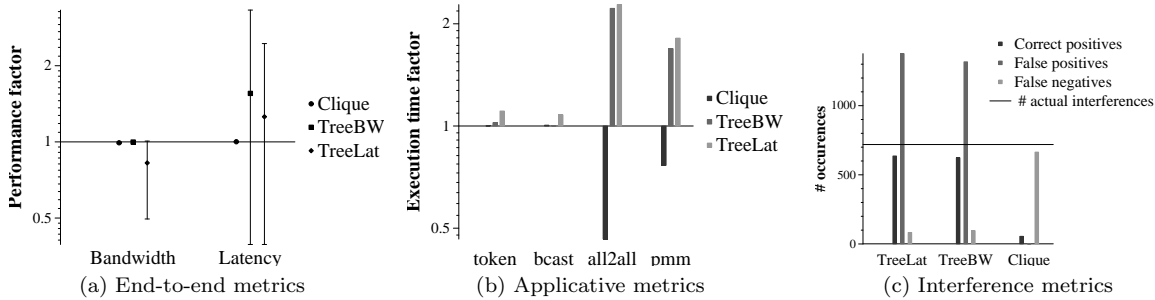 Performance factor
2
1
0.5
Bandwidth Latency
Clique
TreeBW
TreeLat
(a) End-to-end metrics
Execution time factor
2
1
0.5
token bcast all2all pmm
Clique
TreeBW
TreeLat
(b) Applicative metrics
# occurences
1000
500
0
TreeLat TreeBW Clique
Correct positives
False positives
False negatives
# actual interferences
(c) Interference metrics